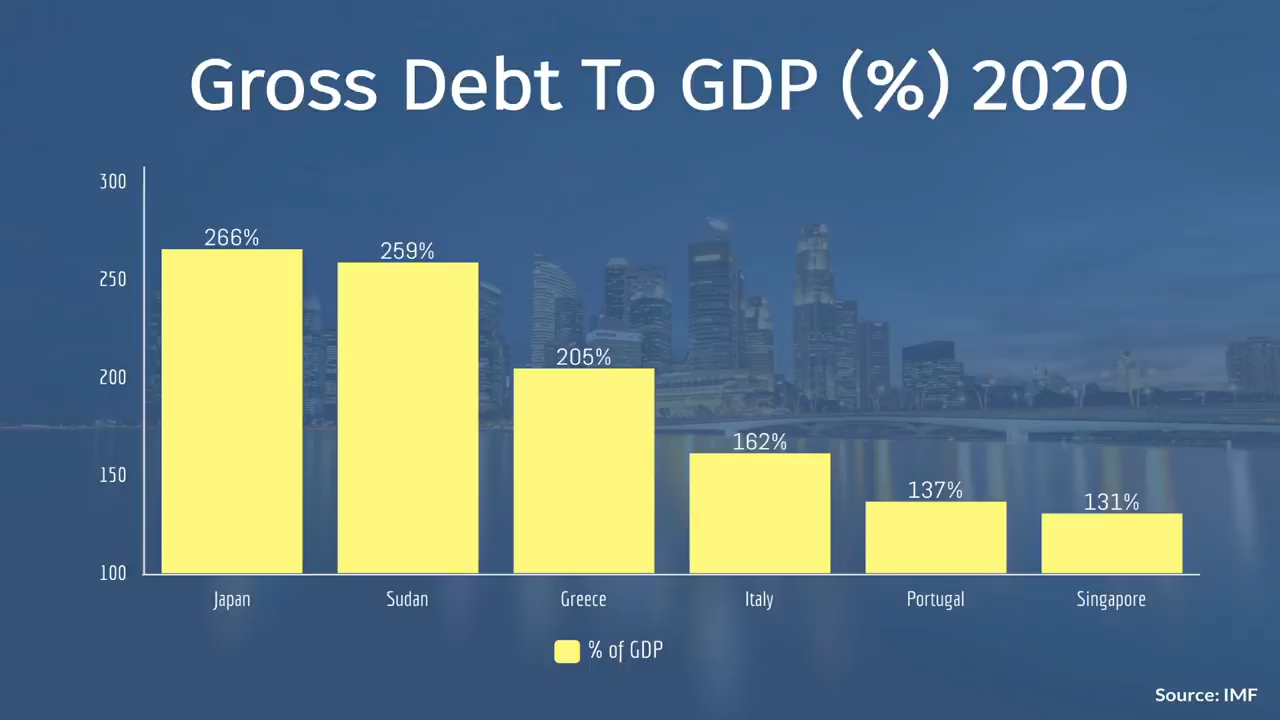 Gross Debt To GDP (%) 2020
300
250
200
150
100
266%
259%
205%
162%
137%
131%
Japan
Sudan
Greece
Italy
Portugal
Singapore
% of GDP
Source: IMF